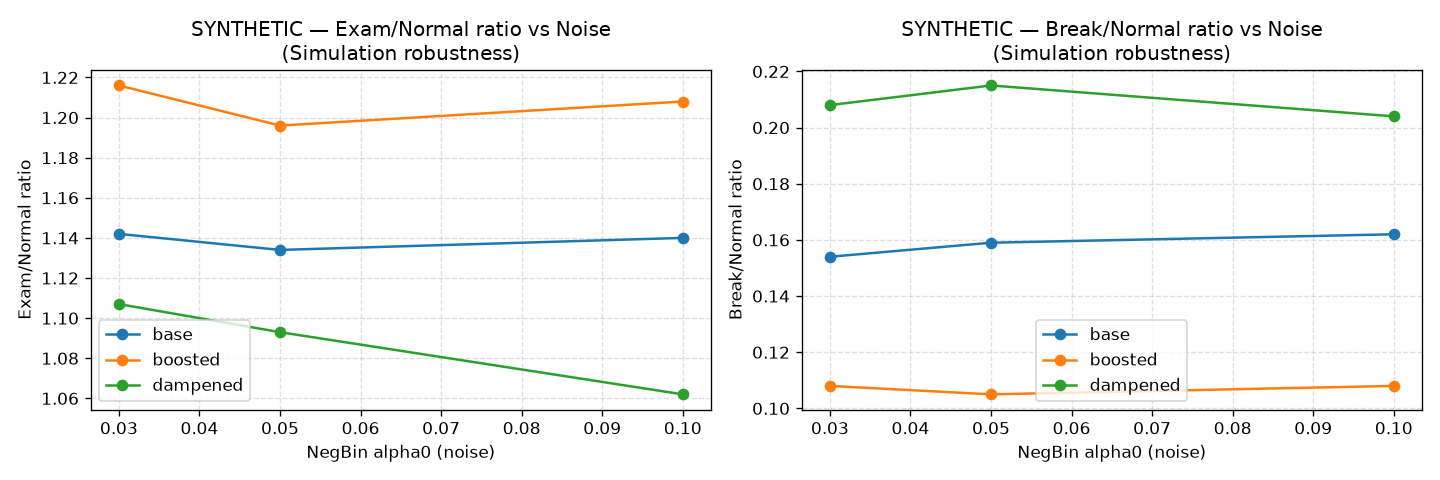 SYNTHETIC — Exam/Normal ratio vs Noise
(Simulation robustness)
Exam/Normal ratio
1.22
1.20
1.18
1.16
1.14
1.12
1.10
1.08
1.06
base
boosted
dampened
0.03 0.04 0.05 0.06 0.07 0.08 0.09 0.10
NegBin alpha0 (noise)
SYNTHETIC — Break/Normal ratio vs Noise
(Simulation robustness)
Break/Normal ratio
0.22
0.20
0.18
0.16
0.14
0.12
0.10
base
boosted
dampened
0.03 0.04 0.05 0.06 0.07 0.08 0.09 0.10
NegBin alpha0 (noise)